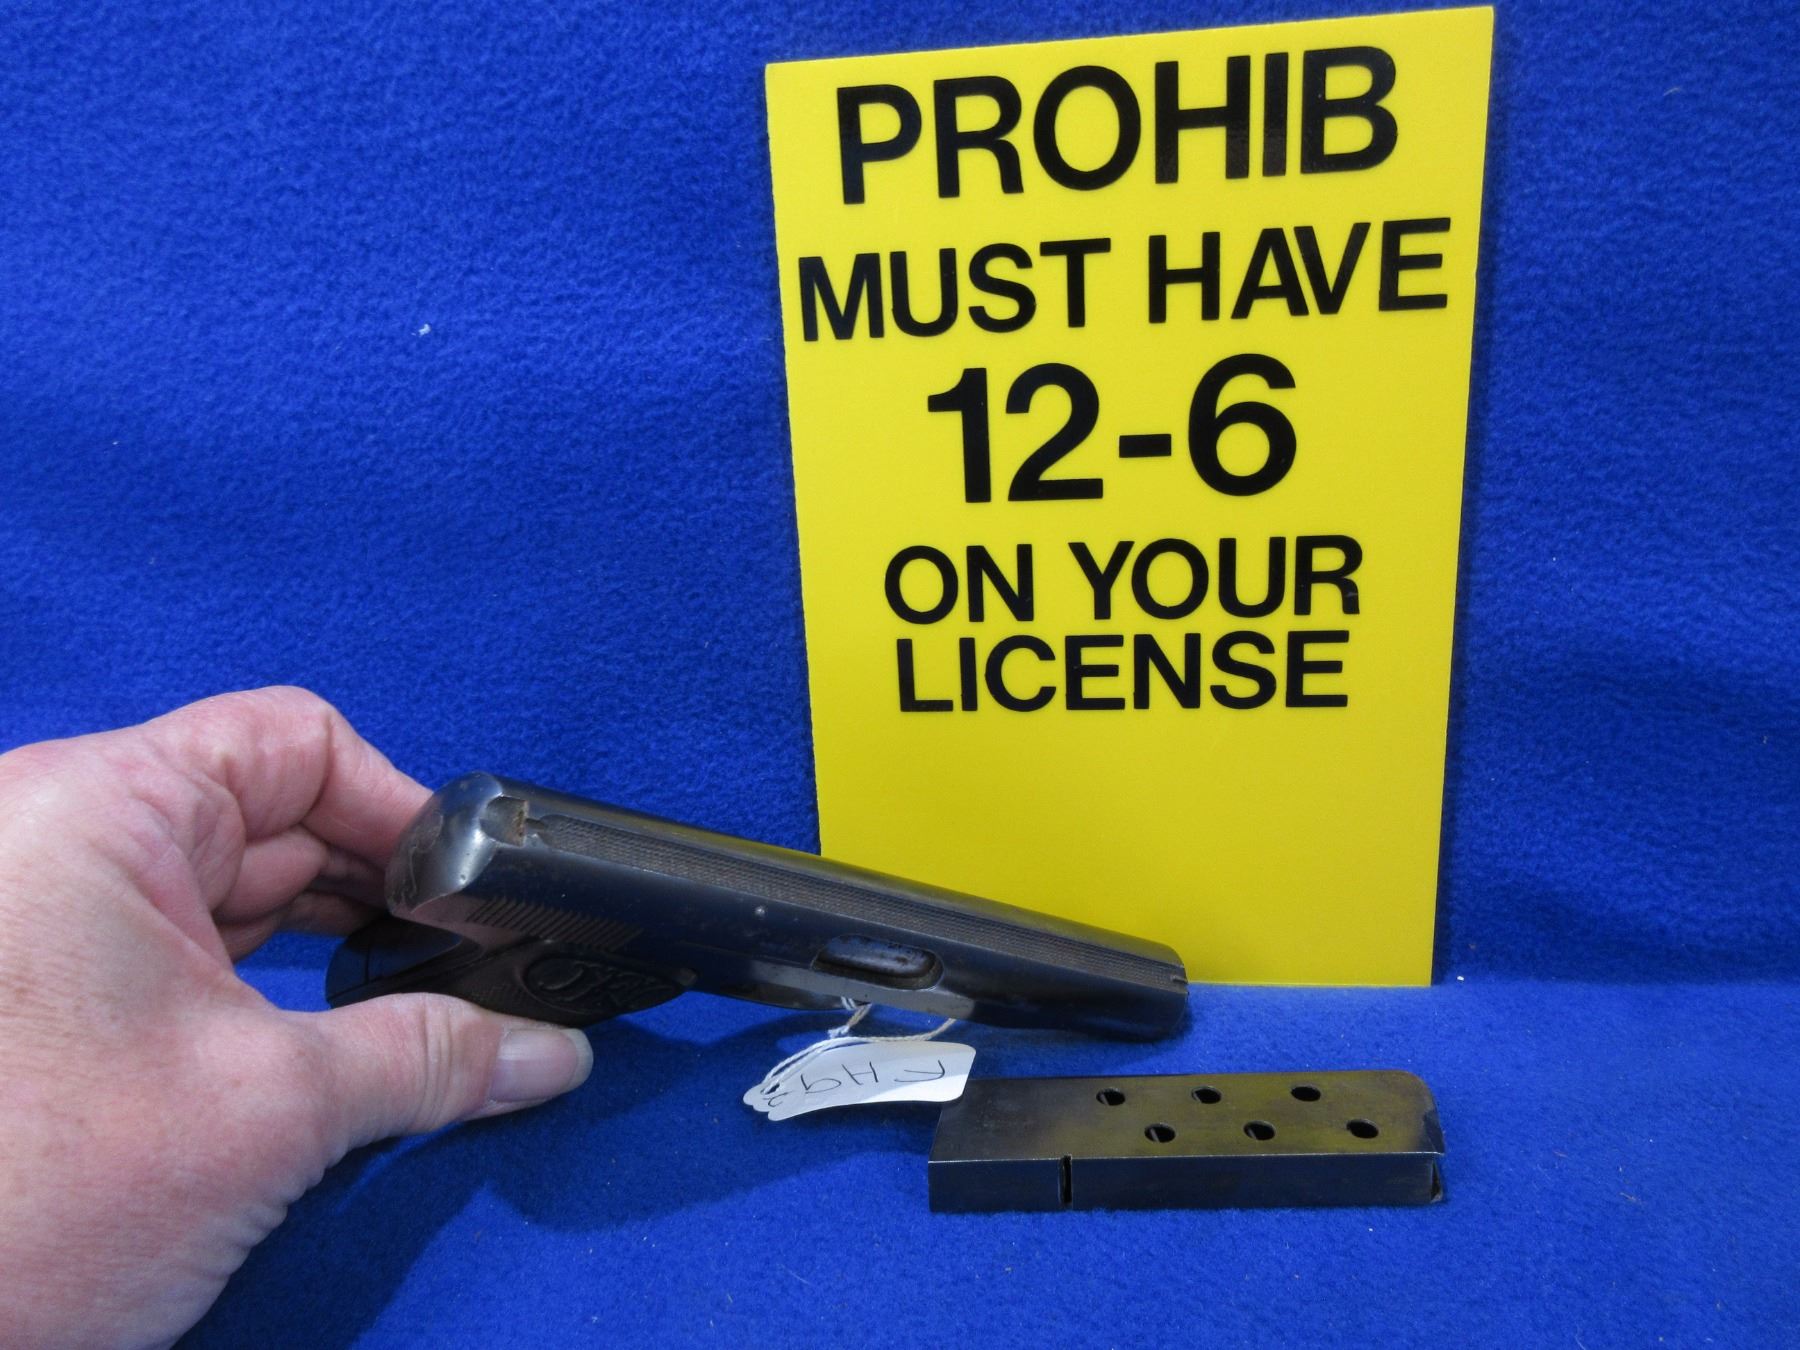 PROHIB
MUST HAVE
12-6
ON YOUR
LICENSE